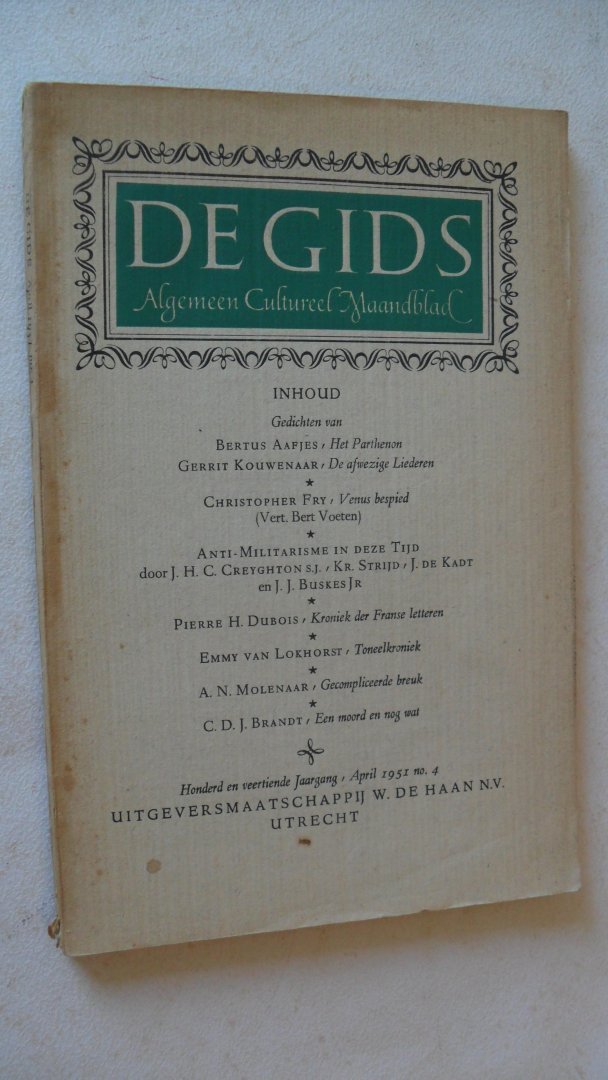 DE GIDS
Algemeen Cultureel Maandblad
INHOUD
Gedichten van
BERTUS AAFJES, Het Parthenon
GERRIT KOUWENAAR, De afwezige Liederen
★
CHRISTOPHER FRY, Venus bespied
(Vert. Bert Voeten)
★
ANTI-MILITARISME IN DEZE TIJD
door J. H. C. CREYGHTON S.J., KR. STRIJD, J. DE KADT
en J. J. BUSKES JR
★
PIERRE H. DUBOIS, Kroniek der Franse letteren
★
EMMY VAN LOKHORST, Toneelkroniek
★
A. N. MOLENAAR, Gecompliceerde breuk
★
C. D. J. BRANDT, Een moord en nog wat
Honderd en veertiende Jaargang, April 1951 no. 4
UITGEVERSMAATSCHAPPIJ W. DE HAAN N.V.
UTRECHT
DE GIDS